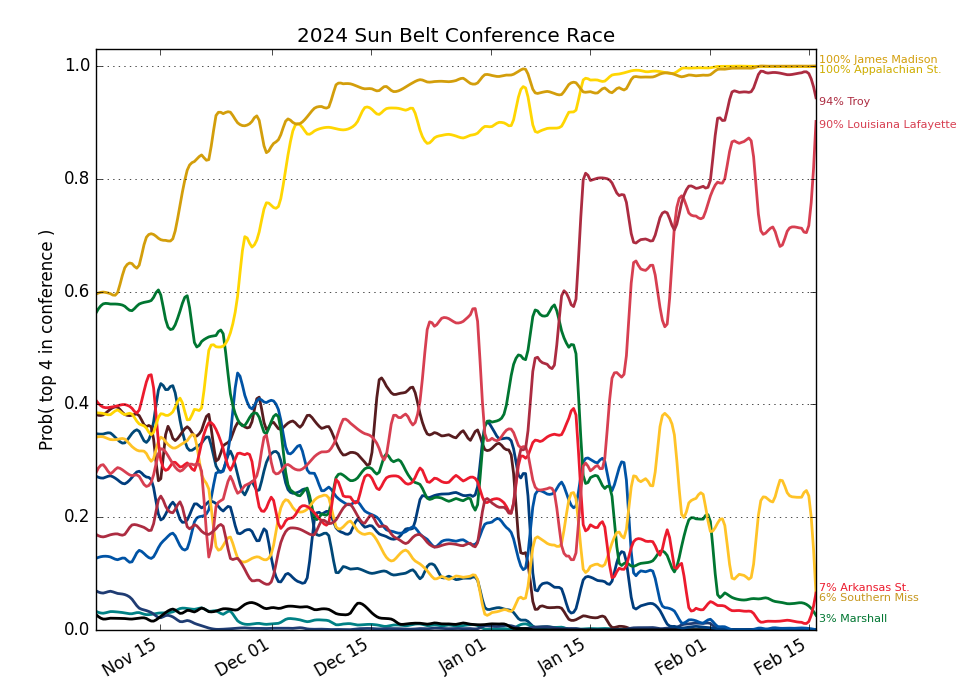 2024 Sun Belt Conference Race
Prob( top 4 in conference )
1.0
0.8
0.6
0.4
0.2
0.0
Nov 15
Dec 01
Dec 15
Jan 01
Jan 15
Feb 01
Feb 15
100% James Madison
100% Appalachian St.
94% Troy
90% Louisiana Lafayette
7% Arkansas St.
6% Southern Miss
3% Marshall